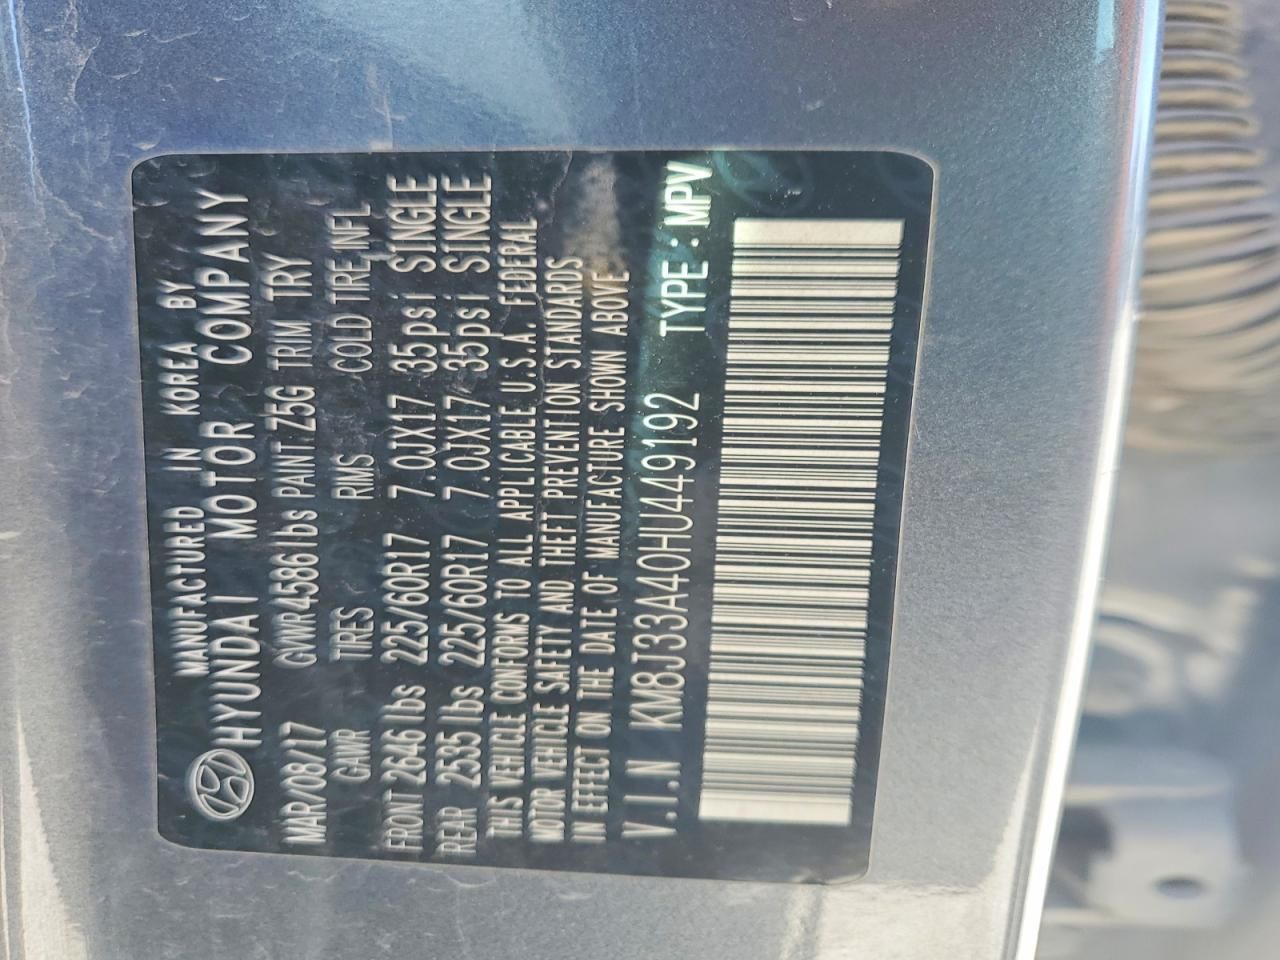 MANUFACTURED IN KOREA BY
HYUNDAI MOTOR COMPANY
MAR/08/17 GVWR 4586 lbs PAINT:Z5G TRIM TRY
GAWR TIRES RIMS COLD TIRE INFL
FRONT 2646 lbs 225/60R17 7.0JX17 35psi SINGLE
REAR 2535 lbs 225/60R17 7.0JX17 35psi SINGLE
THIS VEHICLE CONFORMS TO ALL APPLICABLE U.S.A. FEDERAL
MOTOR VEHICLE SAFETY AND THEFT PREVENTION STANDARDS
IN EFFECT ON THE DATE OF MANUFACTURE SHOWN ABOVE
V.I.N KM8J33A40HU449192 TYPE : MPV